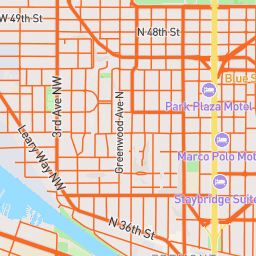 W 49th St
N 48th St
Blue S
3rd Ave NW
Greenwood Ave N
Park Plaza Motel
Leary Way NW
Marco Polo Mot
Staybridge Suite
N 36th St